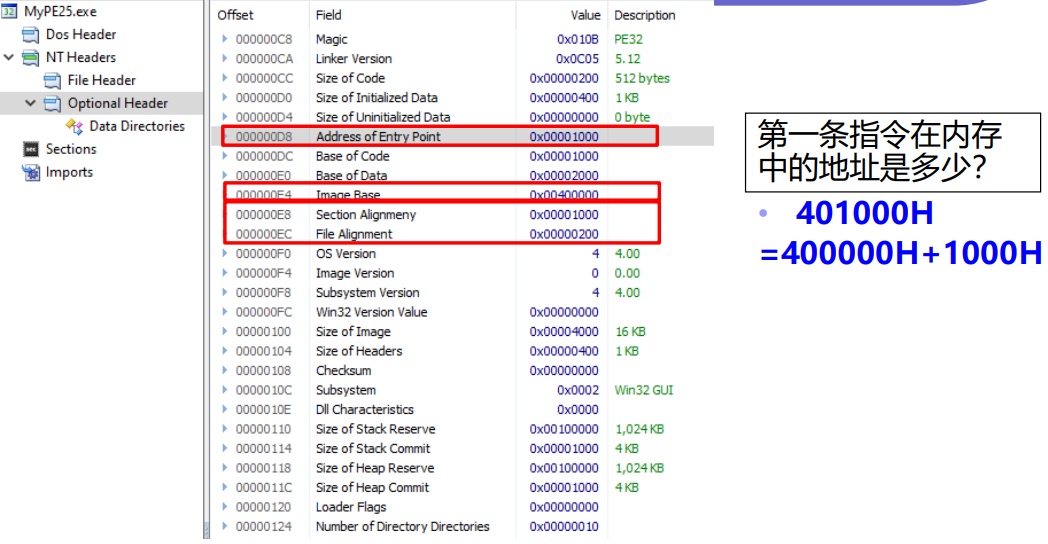 MyPE25.exe
Dos Header
NT Headers
File Header
Optional Header
Data Directories
Sections
Imports
Offset Field Value Description
000000C8 Magic 0x010B PE32
000000CA Linker Version 0x0C05 5.12
000000CC Size of Code 0x00000200 512 bytes
000000D0 Size of Initialized Data 0x00000400 1 KB
000000D4 Size of Uninitialized Data 0x00000000 0 byte
000000D8 Address of Entry Point 0x00001000
000000DC Base of Code 0x00001000
000000E0 Base of Data 0x00002000
000000E4 Image Base 0x00400000
000000E8 Section Alignmeny 0x00001000
000000EC File Alignment 0x00000200
000000F0 OS Version 4 4.00
000000F4 Image Version 0 0.00
000000F8 Subsystem Version 4 4.00
000000FC Win32 Version Value 0x00000000
00000100 Size of Image 0x00004000 16 KB
00000104 Size of Headers 0x00000400 1 KB
00000108 Checksum 0x00000000
0000010C Subsystem 0x0002 Win32 GUI
0000010E Dll Characteristics 0x0000
00000110 Size of Stack Reserve 0x00100000 1,024 KB
00000114 Size of Stack Commit 0x00001000 4 KB
00000118 Size of Heap Reserve 0x00100000 1,024 KB
0000011C Size of Heap Commit 0x00001000 4 KB
00000120 Loader Flags 0x00000000
00000124 Number of Directory Directories 0x00000010
第一条指令在内存
中的地址是多少？
• 401000H
=400000H+1000H